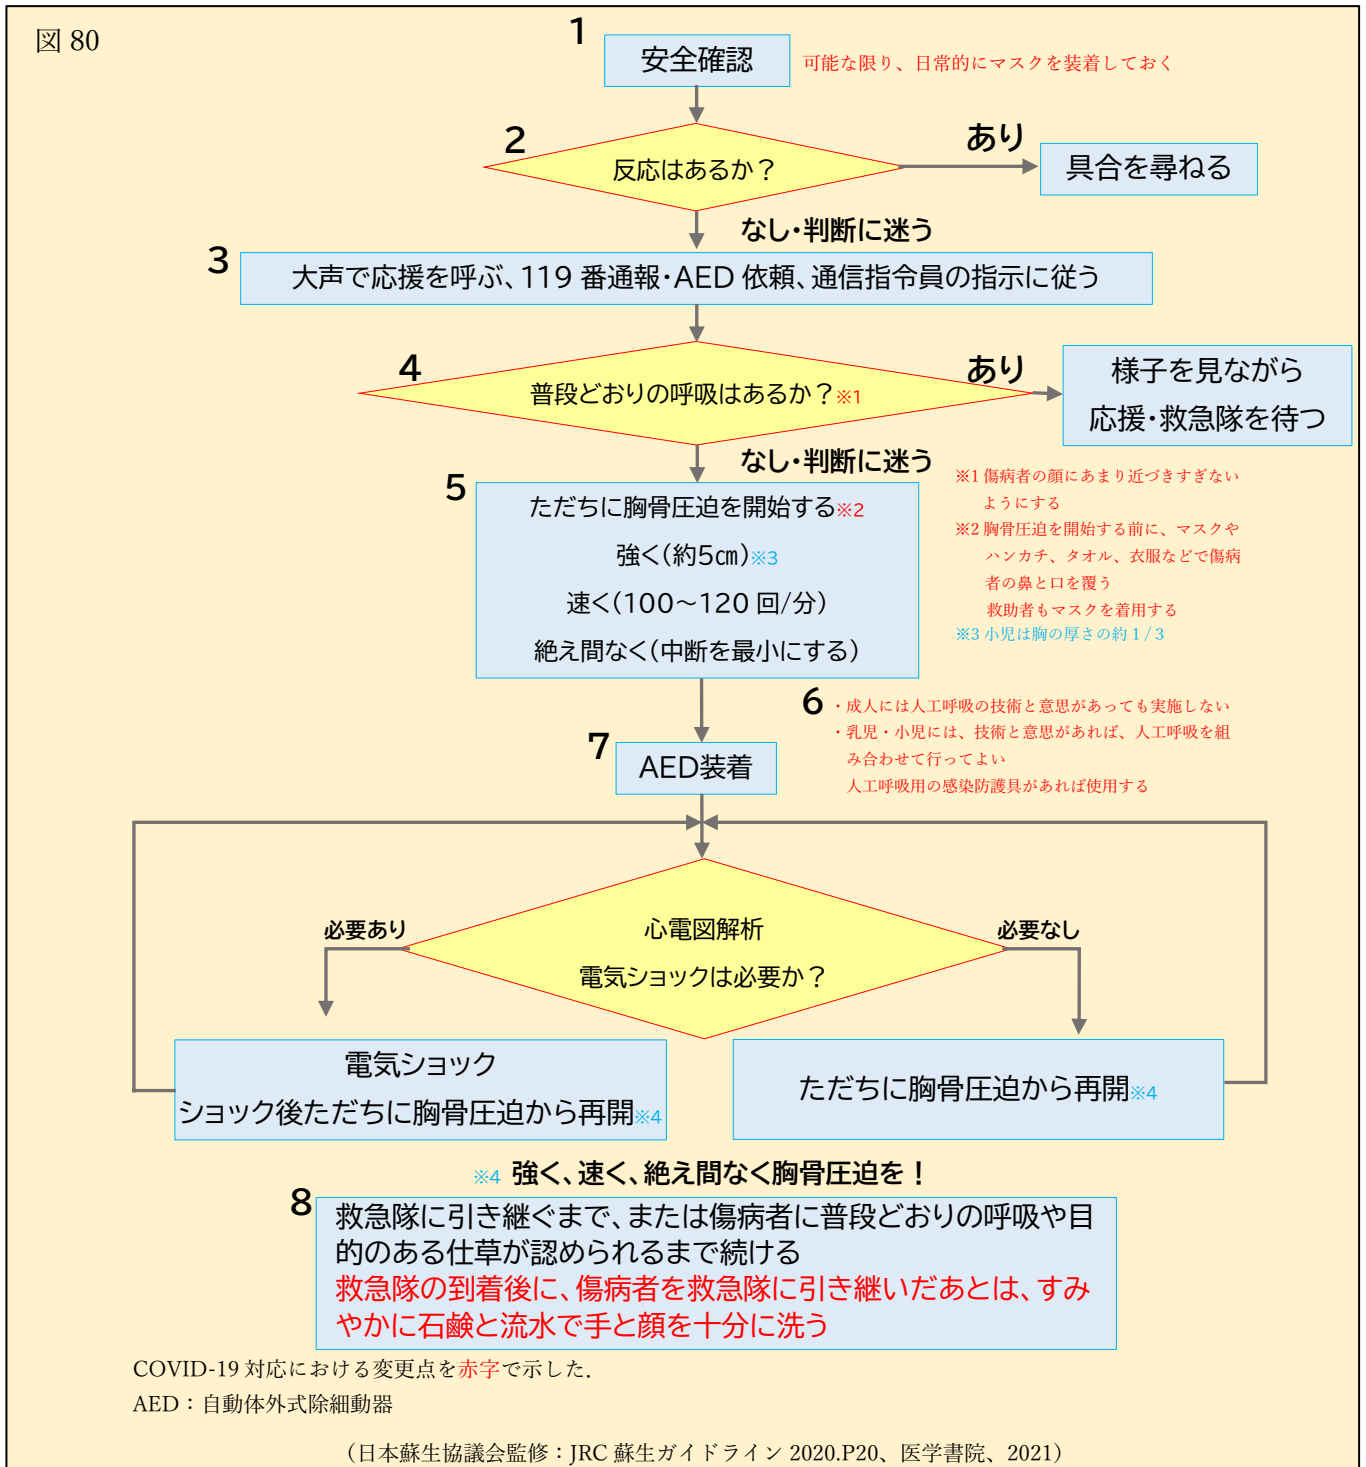 図 80
1
安全確認
可能な限り、日常的にマスクを装着しておく
2
反応はあるか？
あり
具合を尋ねる
なし・判断に迷う
3
大声で応援を呼ぶ、119 番通報・AED 依頼、通信指令員の指示に従う
4
普段どおりの呼吸はあるか？※1
あり
様子を見ながら
応援・救急隊を待つ
なし・判断に迷う
5
ただちに胸骨圧迫を開始する※2
強く（約5㎝）※3
速く（100～120 回/分）
絶え間なく（中断を最小にする）
※1 傷病者の顔にあまり近づきすぎない
ようにする
※2 胸骨圧迫を開始する前に、マスクや
ハンカチ、タオル、衣服などで傷病
者の鼻と口を覆う
救助者もマスクを着用する
※3 小児は胸の厚さの約 1 / 3
6
・成人には人工呼吸の技術と意思があっても実施しない
・乳児・小児には、技術と意思があれば、人工呼吸を組
み合わせて行ってよい
人工呼吸用の感染防護具があれば使用する
7
AED装着
心電図解析
電気ショックは必要か？
必要あり
必要なし
電気ショック
ショック後ただちに胸骨圧迫から再開※4
ただちに胸骨圧迫から再開※4
※4 強く、速く、絶え間なく胸骨圧迫を！
8
救急隊に引き継ぐまで、または傷病者に普段どおりの呼吸や目
的のある仕草が認められるまで続ける
救急隊の到着後に、傷病者を救急隊に引き継いだあとは、すみ
やかに石鹸と流水で手と顔を十分に洗う
COVID-19 対応における変更点を赤字で示した.
AED：自動体外式除細動器
（日本蘇生協議会監修：JRC 蘇生ガイドライン 2020.P20、医学書院、2021）